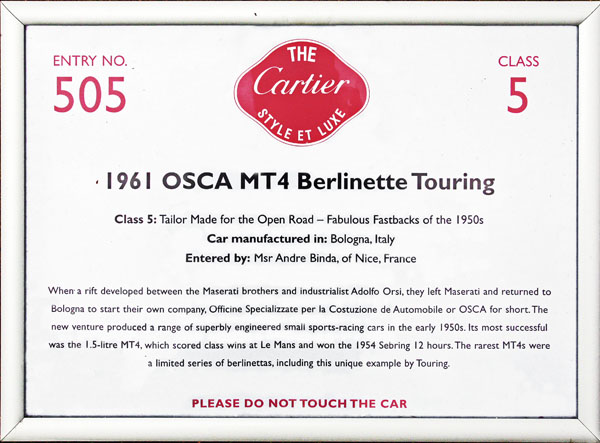 ENTRY NO.
505
THE
Cartier
STYLE ET LUXE
CLASS
5
1961 OSCA MT4 Berlinette Touring
Class 5: Tailor Made for the Open Road – Fabulous Fastbacks of the 1950s
Car manufactured in: Bologna, Italy
Entered by: Msr Andre Binda, of Nice, France
When a rift developed between the Maserati brothers and industrialist Adolfo Orsi, they left Maserati and returned to
Bologna to start their own company, Officine Specializzate per la Costuzione de Automobile or OSCA for short. The
new venture produced a range of superbly engineered small sports-racing cars in the early 1950s. Its most successful
was the 1.5-litre MT4, which scored class wins at Le Mans and won the 1954 Sebring 12 hours. The rarest MT4s were
a limited series of berlinettas, including this unique example by Touring.
PLEASE DO NOT TOUCH THE CAR